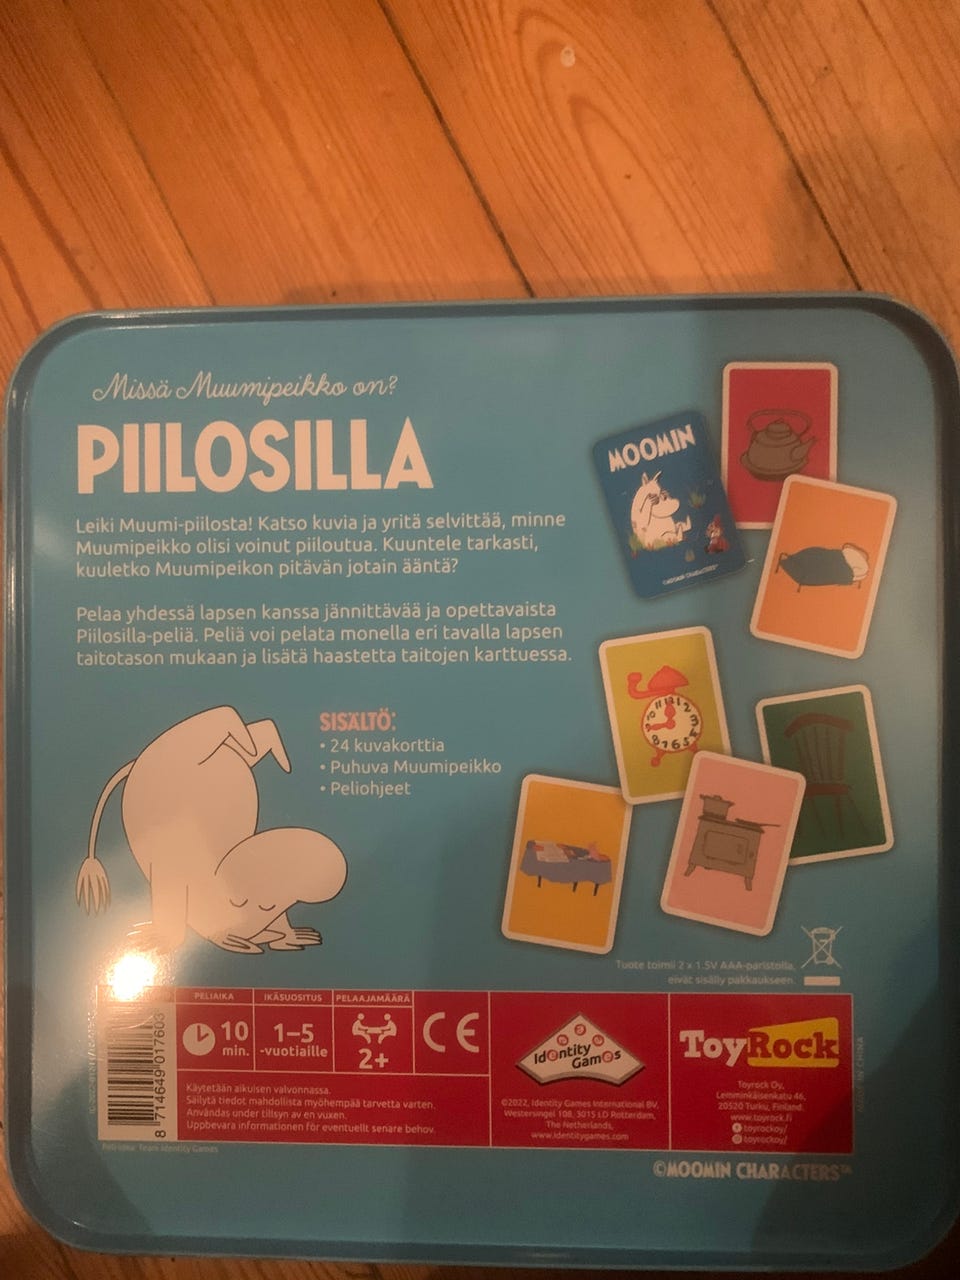 Missä Muumipeikko on?
PIILOSILLA
Leiki Muumi-piilosta! Katso kuvia ja yritä selvittää, minne
Muumipeikko olisi voinut piiloutua. Kuuntele tarkasti,
kuuletko Muumipeikon pitävän jotain ääntä?
Pelaa yhdessä lapsen kanssa jännittävää ja opettavaista
Piilosilla-peliä. Peliä voi pelata monella eri tavalla lapsen
taitotason mukaan ja lisätä haastetta taitojen karttuessa.
SISÄLTÖ:
• 24 kuvakorttia
• Puhuva Muumipeikko
• Peliohjeet
MOOMIN
©MOOMIN CHARACTERS™
Tuote toimii 2 x 1.5V AAA-paristolla,
eivät sisälly pakkaukseen.
PELIAIKA
10
min.
IKÄSUOSITUS
1–5
-vuotiaille
PELAAJAMÄÄRÄ
2+
CE
Käytetään aikuisen valvonnassa.
Säilytä tiedot mahdollista myöhempää tarvetta varten.
Användas under tillsyn av en vuxen.
Uppbevara informationen för eventuellt senare behov.
8 714649 017603
Identity
Games
©2022, Identity Games International BV,
Westersingel 108, 3015 LD Rotterdam,
The Netherlands,
www.identitygames.com
ToyRock
Toyrock Oy,
Lemminkäisenkatu 46,
20520 Turku, Finland.
www.toyrock.fi
toyrockoy/
toyrockoy/
CHINA
Team Identity Games
©MOOMIN CHARACTERS™